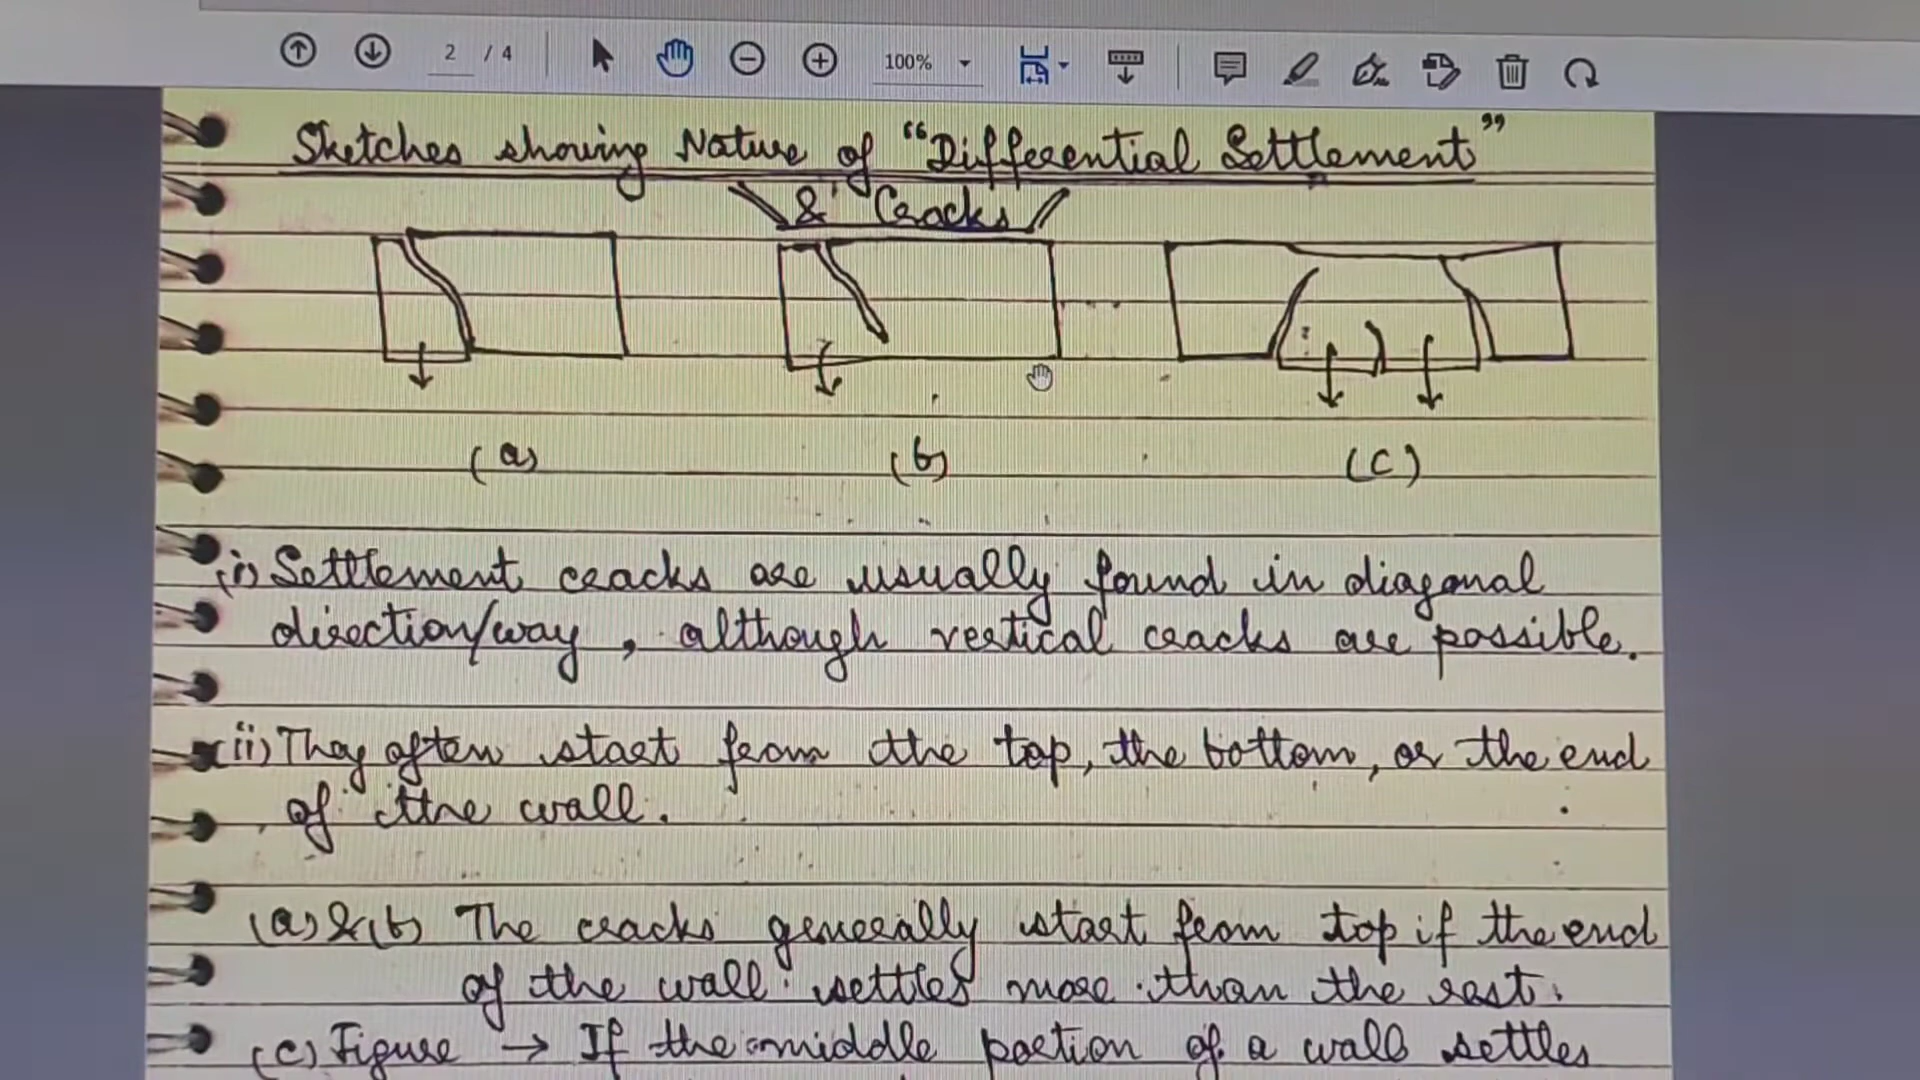 2 / 4 100%
Sketches showing Nature of "Differential Settlement"
& Cracks
(a) (b) (c)
(i) Settlement cracks are usually found in diagonal
direction/way, although vertical cracks are possible.
(ii) They often start from the top, the bottom, or the end
of the wall.
(a) & (b) The cracks generally start from top if the end
of the wall settles more than the rest.
(c) Figure → If the middle portion of a wall settles